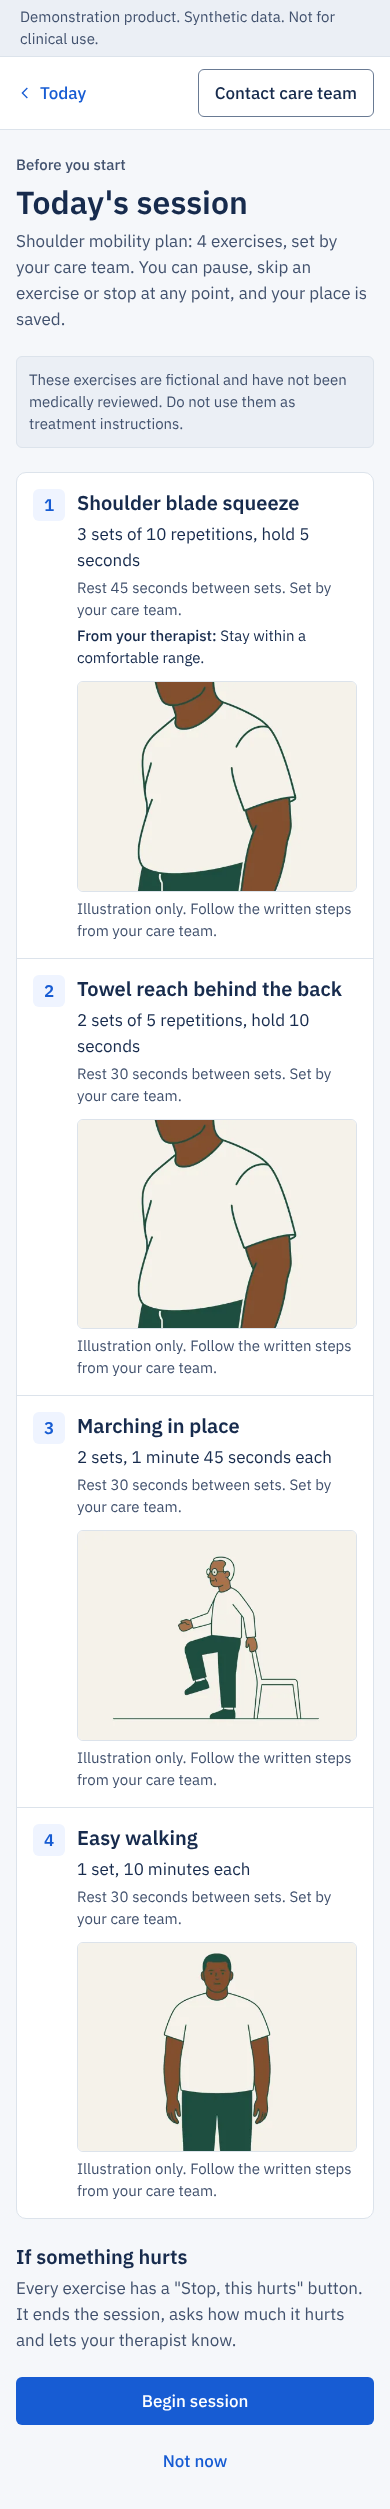 Demonstration product. Synthetic data. Not for
clinical use.
Today
Contact care team
Before you start
Today's session
Shoulder mobility plan: 4 exercises, set by
your care team. You can pause, skip an
exercise or stop at any point, and your place is
saved.
These exercises are fictional and have not been
medically reviewed. Do not use them as
treatment instructions.
1
Shoulder blade squeeze
3 sets of 10 repetitions, hold 5
seconds
Rest 45 seconds between sets. Set by
your care team.
From your therapist: Stay within a
comfortable range.
Illustration only. Follow the written steps
from your care team.
2
Towel reach behind the back
2 sets of 5 repetitions, hold 10
seconds
Rest 30 seconds between sets. Set by
your care team.
Illustration only. Follow the written steps
from your care team.
3
Marching in place
2 sets, 1 minute 45 seconds each
Rest 30 seconds between sets. Set by
your care team.
Illustration only. Follow the written steps
from your care team.
4
Easy walking
1 set, 10 minutes each
Rest 30 seconds between sets. Set by
your care team.
Illustration only. Follow the written steps
from your care team.
If something hurts
Every exercise has a "Stop, this hurts" button.
It ends the session, asks how much it hurts
and lets your therapist know.
Begin session
Not now